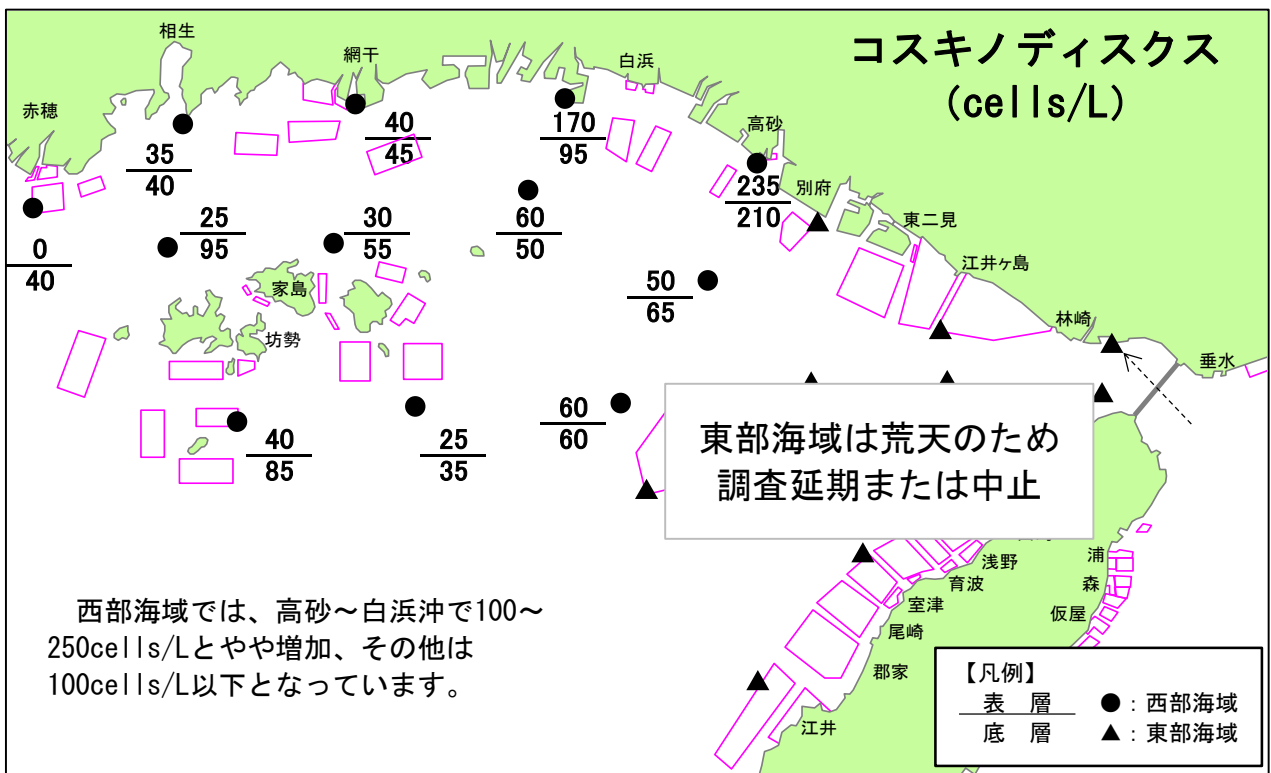 コスキノディスクス
(cells/L)
相生
網干
白浜
赤穂
高砂
別府
東二見
江井ヶ島
林崎
垂水
40
45
170
95
35
40
235
210
25
95
30
55
60
50
0
40
50
65
家島
坊勢
60
60
40
85
25
35
東部海域は荒天のため
調査延期または中止
浅野
育波
室津
尾崎
郡家
江井
浦
森
仮屋
西部海域では、高砂～白浜沖で100～
250cells/Lとやや増加、その他は
100cells/L以下となっています。
【凡例】
表 層
底 層
●：西部海域
▲：東部海域